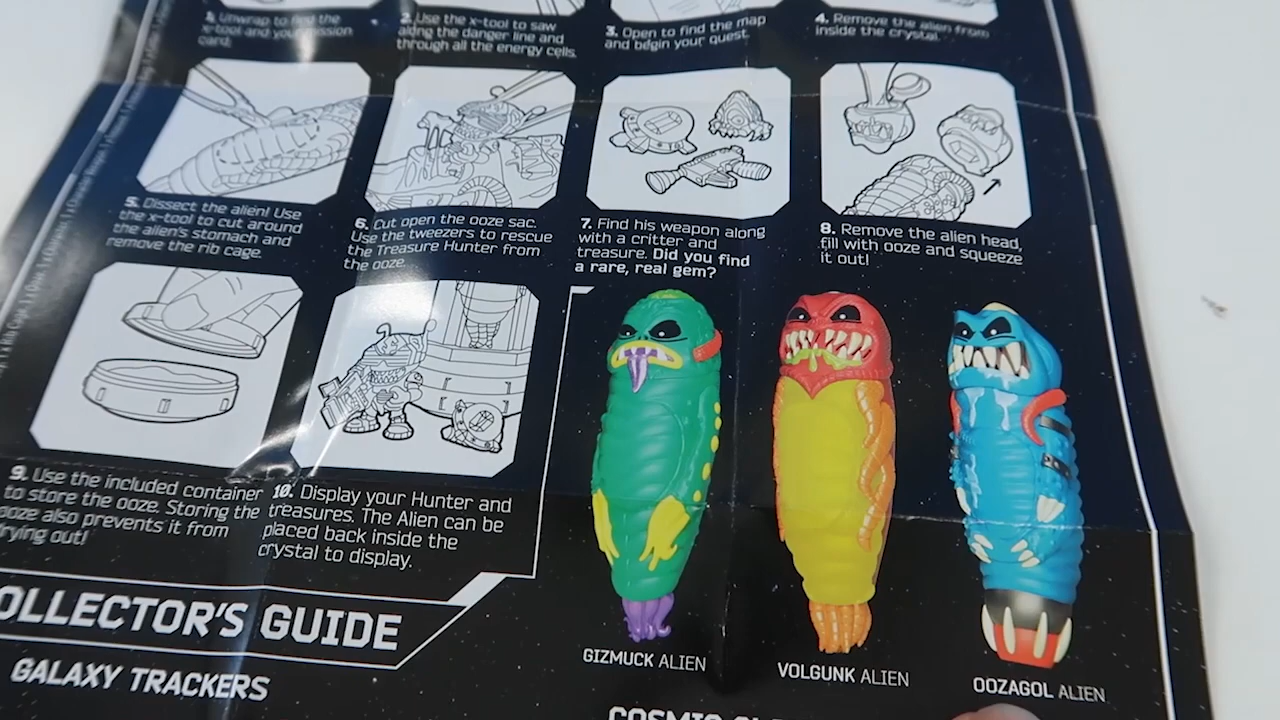 1. Unwrap to find the
x-tool and your mission
card.
2. Use the x-tool to saw
along the danger line and
through all the energy cells.
3. Open to find the map
and begin your quest.
4. Remove the alien from
inside the crystal.
5. Dissect the alien! Use
the x-tool to cut around
the alien's stomach and
remove the rib cage.
6. Cut open the ooze sac.
Use the tweezers to rescue
the Treasure Hunter from
the ooze.
7. Find his weapon along
with a critter and
treasure. Did you find
a rare, real gem?
8. Remove the alien head,
fill with ooze and squeeze
it out!
9. Use the included container
to store the ooze. Storing the
ooze also prevents it from
drying out!
10. Display your Hunter and
treasures. The Alien can be
placed back inside the
crystal to display.
OLLECTOR'S GUIDE
GALAXY TRACKERS
GIZMUCK ALIEN
VOLGUNK ALIEN
OOZAGOL ALIEN
COSMIC